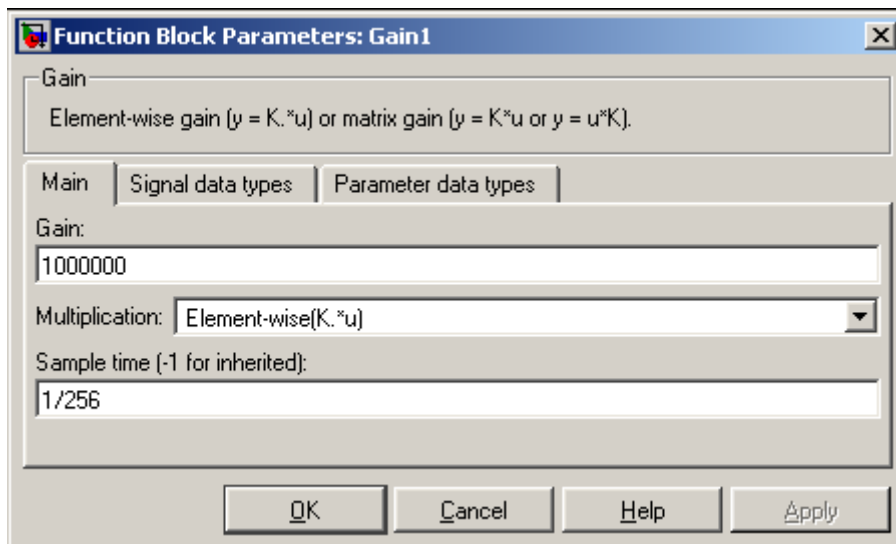 Function Block Parameters: Gain1
Gain
Element-wise gain (y = K.*u) or matrix gain (y = K*u or y = u*K).
Main Signal data types Parameter data types
Gain:
1000000
Multiplication: Element-wise(K.*u)
Sample time (-1 for inherited):
1/256
OK Cancel Help Apply